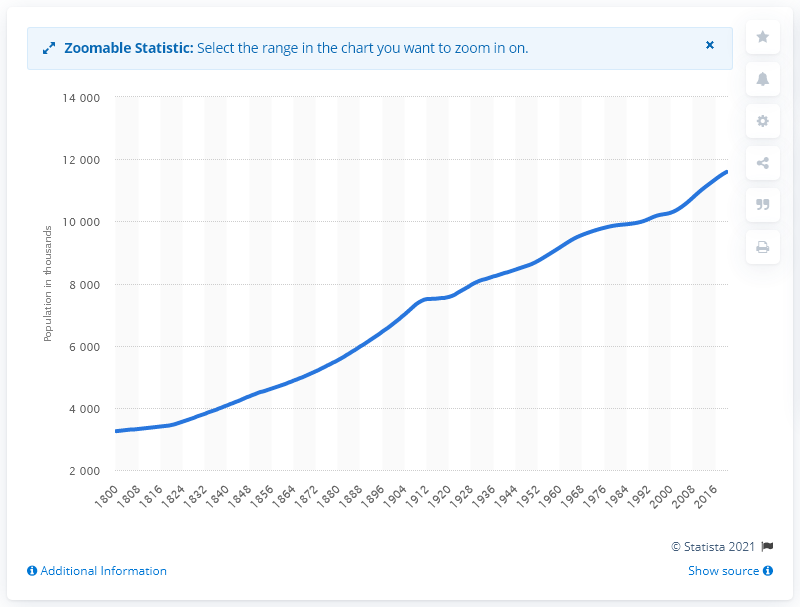 Zoomable Statistic: Select the range in the chart you want to zoom in on.
14 000
12 000
10 000
8 000
6 000
4 000
2 000
Population in thousands
1800 1808 1816 1824 1832 1840 1848 1856 1864 1872 1880 1888 1896 1904 1912 1920 1928 1936 1944 1952 1960 1968 1976 1984 1992 2000 2008 2016
© Statista 2021
Additional Information
Show source